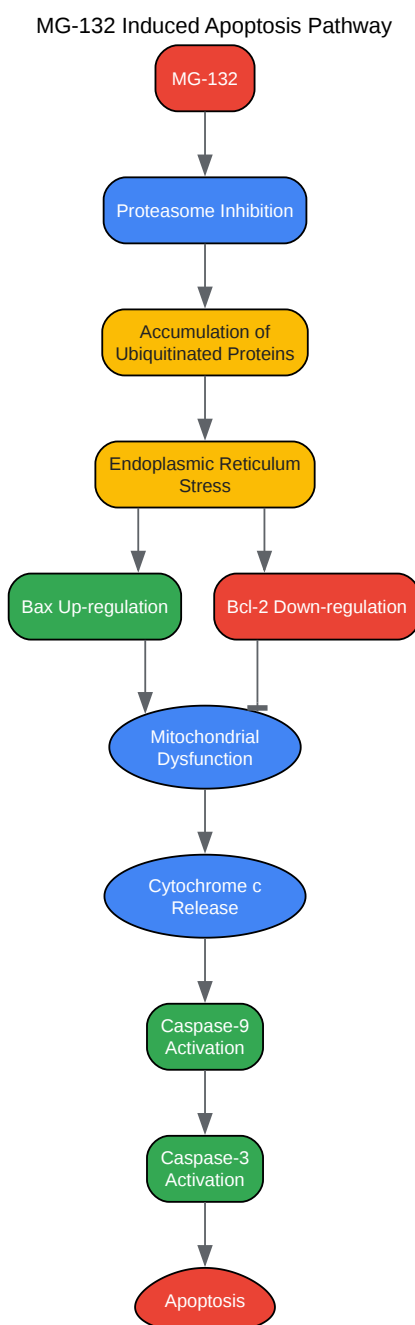 MG-132 Induced Apoptosis Pathway
MG-132
Proteasome Inhibition
Accumulation of
Ubiquitinated Proteins
Endoplasmic Reticulum
Stress
Bax Up-regulation
Bcl-2 Down-regulation
Mitochondrial
Dysfunction
Cytochrome c
Release
Caspase-9
Activation
Caspase-3
Activation
Apoptosis